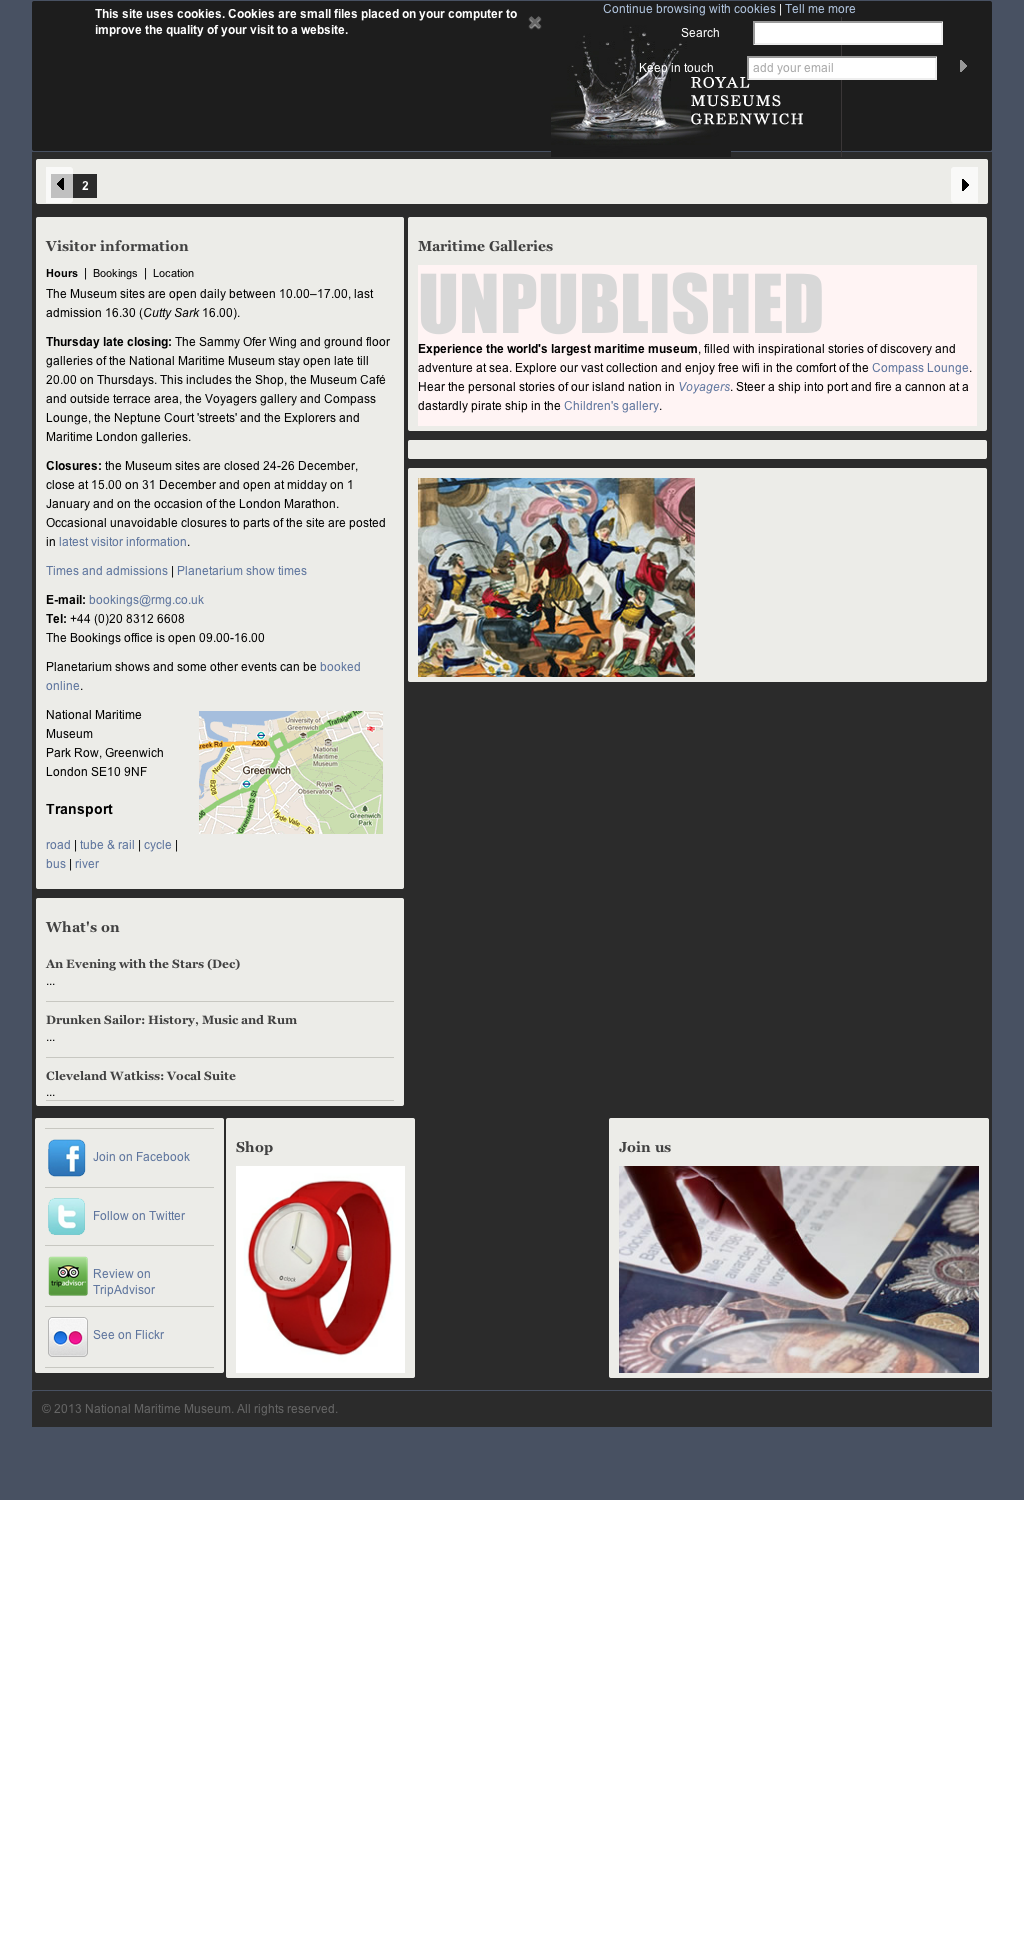 This site uses cookies. Cookies are small files placed on your computer to
improve the quality of your visit to a website.
Continue browsing with cookies | Tell me more
Search
Keep in touch
add your email
ROYAL
MUSEUMS
GREENWICH
2
Visitor information
Hours | Bookings | Location
The Museum sites are open daily between 10.00–17.00, last
admission 16.30 (Cutty Sark 16.00).
Thursday late closing: The Sammy Ofer Wing and ground floor
galleries of the National Maritime Museum stay open late till
20.00 on Thursdays. This includes the Shop, the Museum Café
and outside terrace area, the Voyagers gallery and Compass
Lounge, the Neptune Court 'streets' and the Explorers and
Maritime London galleries.
Closures: the Museum sites are closed 24-26 December,
close at 15.00 on 31 December and open at midday on 1
January and on the occasion of the London Marathon.
Occasional unavoidable closures to parts of the site are posted
in latest visitor information.
Times and admissions | Planetarium show times
E-mail: bookings@rmg.co.uk
Tel: +44 (0)20 8312 6608
The Bookings office is open 09.00-16.00
Planetarium shows and some other events can be booked
online.
National Maritime
Museum
Park Row, Greenwich
London SE10 9NF
Transport
road | tube & rail | cycle |
bus | river
University of
Greenwich
Trafalgar R
reek Rd
A200
Norman Rd
National
Maritime
Museum
Greenwich
B208
Royal
Observatory
Greenwich S St
Hyde Vale
Greenwich
Park
Maritime Galleries
UNPUBLISHED
Experience the world's largest maritime museum, filled with inspirational stories of discovery and
adventure at sea. Explore our vast collection and enjoy free wifi in the comfort of the Compass Lounge.
Hear the personal stories of our island nation in Voyagers. Steer a ship into port and fire a cannon at a
dastardly pirate ship in the Children's gallery.
What's on
An Evening with the Stars (Dec)
...
Drunken Sailor: History, Music and Rum
...
Cleveland Watkiss: Vocal Suite
...
Join on Facebook
Follow on Twitter
tripadvisor
Review on
TripAdvisor
See on Flickr
Shop
O clock
Join us
© 2013 National Maritime Museum. All rights reserved.